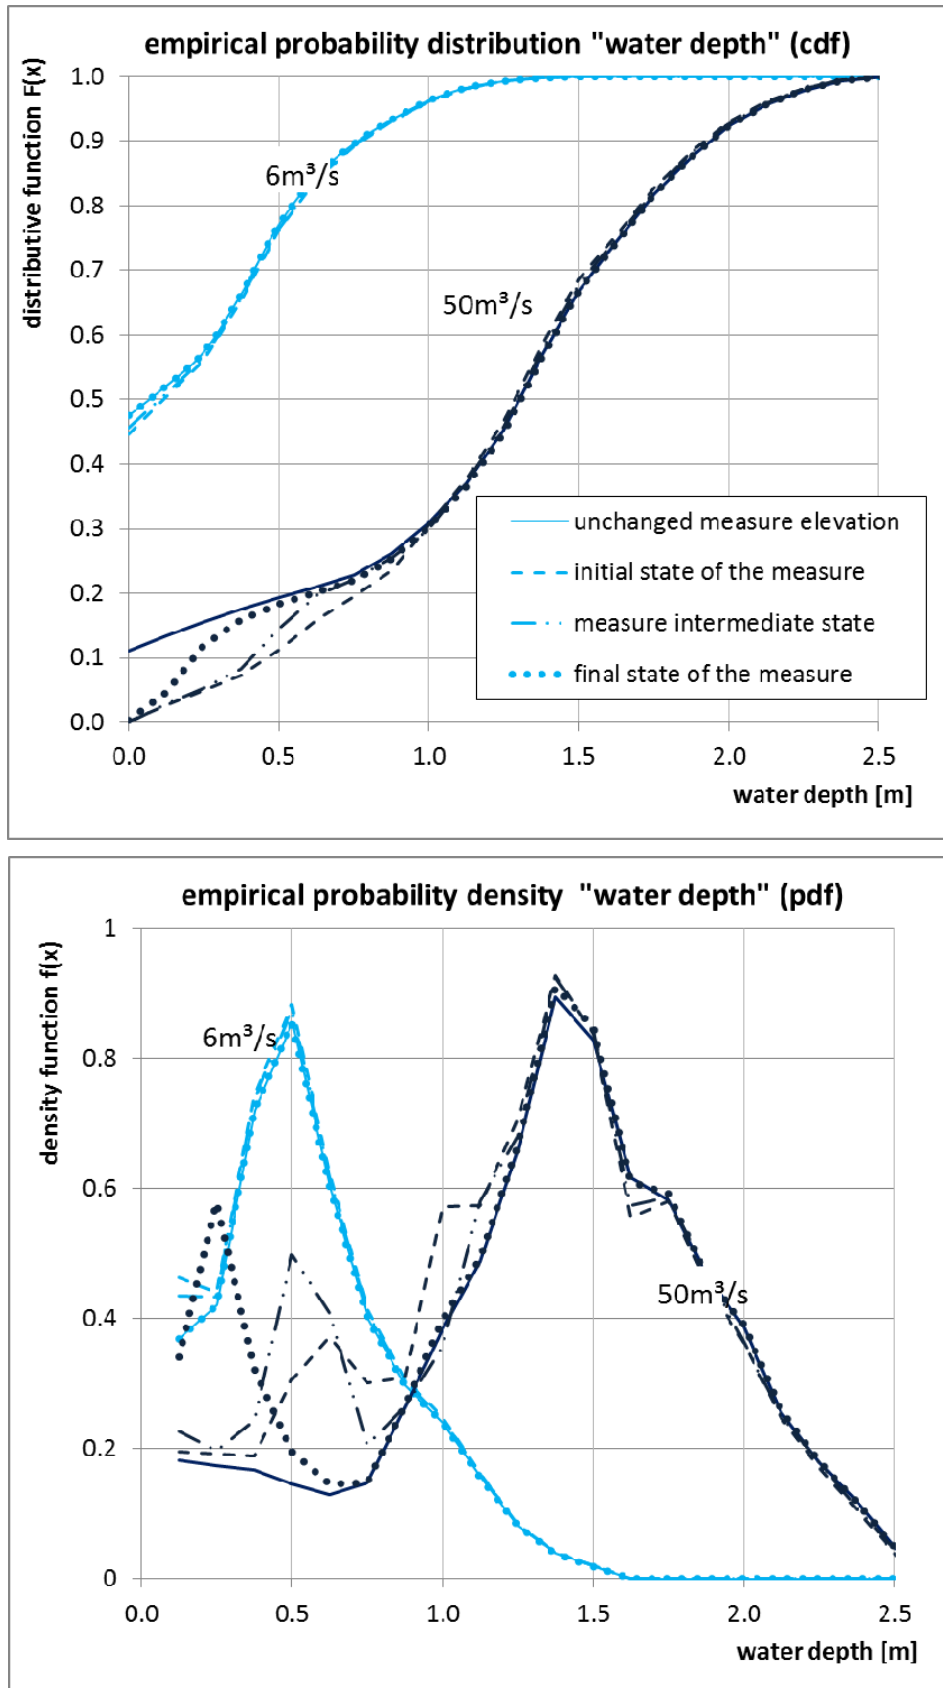 empirical probability distribution "water depth" (cdf)
distributive function F(x)
1.0
0.9
0.8
0.7
0.6
0.5
0.4
0.3
0.2
0.1
0.0
6m³/s
50m³/s
unchanged measure elevation
initial state of the measure
measure intermediate state
final state of the measure
0.0 0.5 1.0 1.5 2.0 2.5
water depth [m]
empirical probability density "water depth" (pdf)
density function f(x)
1
0.8
0.6
0.4
0.2
0
6m³/s
50m³/s
0.0 0.5 1.0 1.5 2.0 2.5
water depth [m]